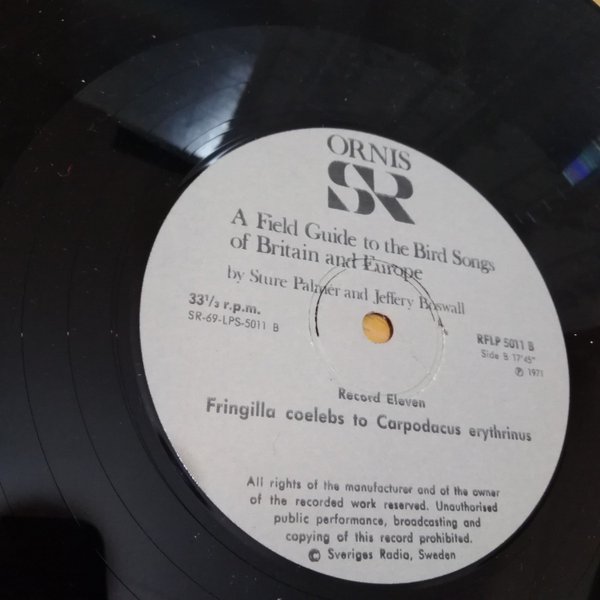 ORNIS
SR
A Field Guide to the Bird Songs
of Britain and Europe
by Sture Palmer and Jeffery Boswall
33 1/3 r.p.m.
SR-69-LPS-5011 B
RFLP 5011 B
Side B 17'45"
Ⓟ 1971
Record Eleven
Fringilla coelebs to Carpodacus erythrinus
All rights of the manufacturer and of the owner
of the recorded work reserved. Unauthorised
public performance, broadcasting and
copying of this record prohibited.
© Sveriges Radio, Sweden